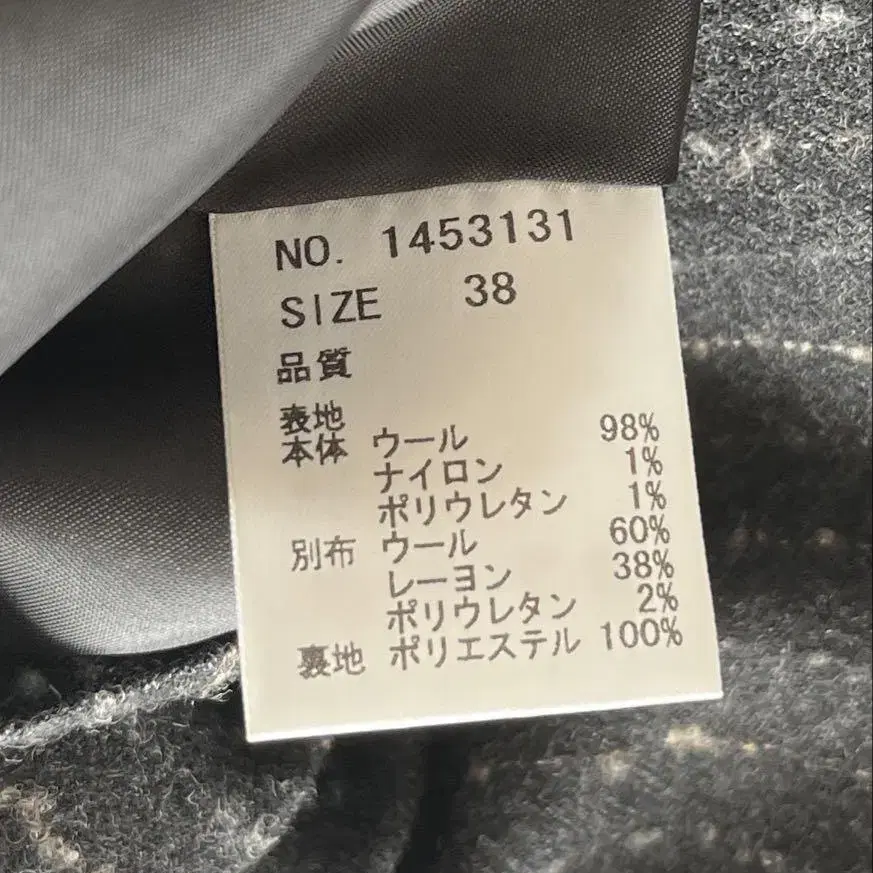 NO. 1453131
SIZE 38
品質
表地
本体 ウール 98%
ナイロン 1%
ポリウレタン 1%
別布 ウール 60%
レーヨン 38%
ポリウレタン 2%
裏地 ポリエステル 100%